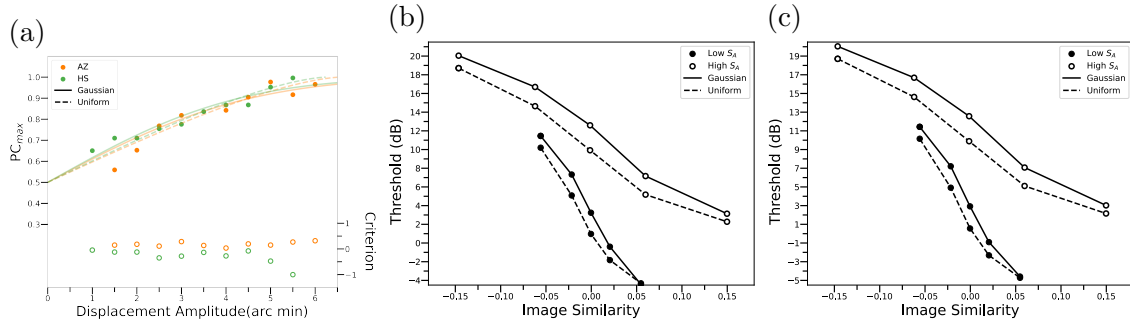 (a)
AZ
HS
Gaussian
Uniform
1.0
0.9
0.8
0.7
0.6
0.5
0.3
PCmax
1
0
−1
Criterion
0 1 2 3 4 5 6
Displacement Amplitude(arc min)
(b)
Low SA
High SA
Gaussian
Uniform
20
18
16
14
12
10
8
6
4
2
0
−2
−4
Threshold (dB)
−0.15 −0.10 −0.05 0.00 0.05 0.10 0.15
Image Similarity
(c)
Low SA
High SA
Gaussian
Uniform
19
17
15
13
11
9
7
5
3
1
−1
−3
−5
Threshold (dB)
−0.15 −0.10 −0.05 0.00 0.05 0.10 0.15
Image Similarity